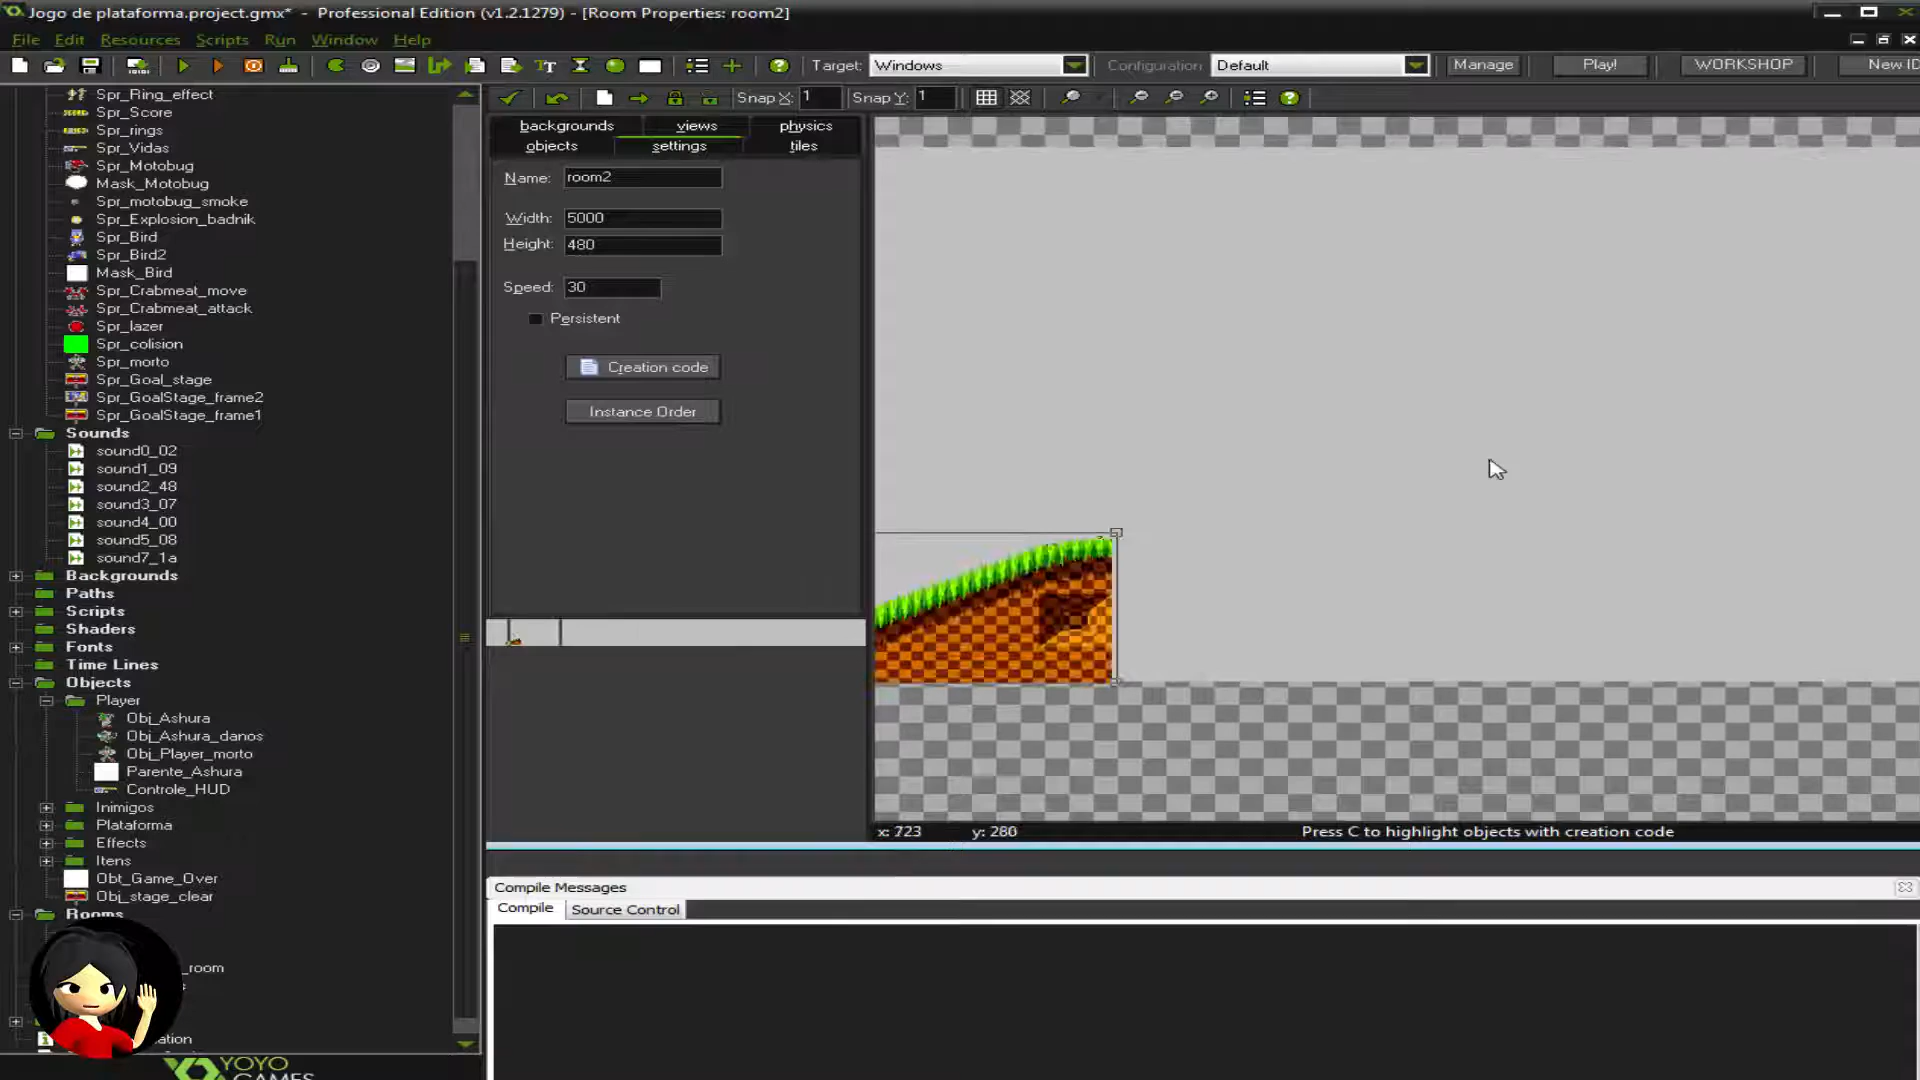 Jogo de plataforma.project.gmx* - Professional Edition (v1.2.1279) - [Room Properties: room2]
File Edit Resources Scripts Run Window Help
Target: Windows Configuration: Default Manage Play! WORKSHOP New ID
Snap X: 1 Snap Y: 1
backgrounds views physics
objects settings tiles
Name: room2
Width: 5000
Height: 480
Speed: 30
Persistent
Creation code
Instance Order
Spr_Ring_effect
Spr_Score
Spr_rings
Spr_Vidas
Spr_Motobug
Mask_Motobug
Spr_motobug_smoke
Spr_Explosion_badnik
Spr_Bird
Spr_Bird2
Mask_Bird
Spr_Crabmeat_move
Spr_Crabmeat_attack
Spr_lazer
Spr_colision
Spr_morto
Spr_Goal_stage
Spr_GoalStage_frame2
Spr_GoalStage_frame1
Sounds
sound0_02
sound1_09
sound2_48
sound3_07
sound4_00
sound5_08
sound7_1a
Backgrounds
Paths
Scripts
Shaders
Fonts
Time Lines
Objects
Player
Obj_Ashura
Obj_Ashura_danos
Obj_Player_morto
Parente_Ashura
Controle_HUD
Inimigos
Plataforma
Effects
Itens
Obt_Game_Over
Obj_stage_clear
Rooms
_room
ation
YOYO
GAMES
x: 723 y: 280 Press C to highlight objects with creation code
Compile Messages
Compile Source Control